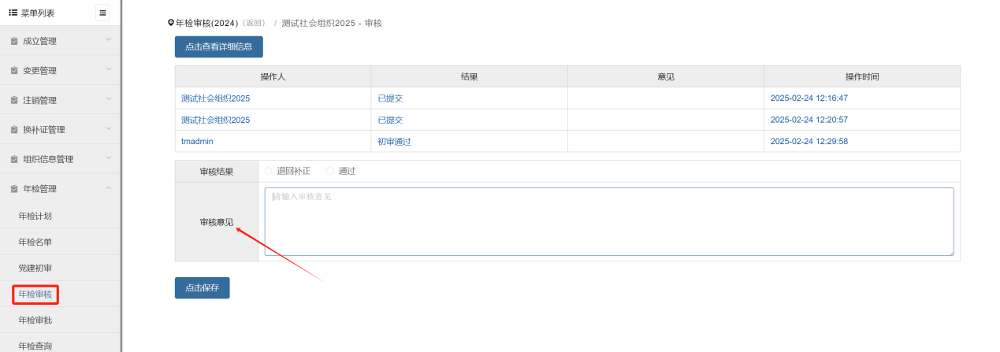 菜单列表
成立管理
变更管理
注销管理
换补证管理
组织信息管理
年检管理
年检计划
年检名单
党建初审
年检审核
年检审批
年检查询
年检审核(2024)（返回） / 测试社会组织2025 - 审核
点击查看详细信息
操作人 结果 意见 操作时间
测试社会组织2025 已提交 2025-02-24 12:16:47
测试社会组织2025 已提交 2025-02-24 12:20:57
tmadmin 初审通过 2025-02-24 12:29:58
审核结果 退回补正 通过
审核意见 请输入审核意见
点击保存